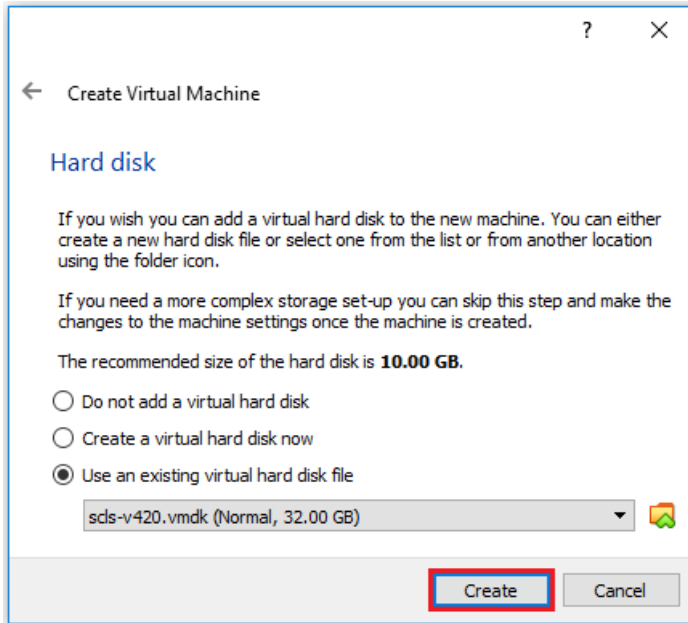 ?
Create Virtual Machine
Hard disk
If you wish you can add a virtual hard disk to the new machine. You can either
create a new hard disk file or select one from the list or from another location
using the folder icon.
If you need a more complex storage set-up you can skip this step and make the
changes to the machine settings once the machine is created.
The recommended size of the hard disk is 10.00 GB.
Do not add a virtual hard disk
Create a virtual hard disk now
Use an existing virtual hard disk file
scls-v420.vmdk (Normal, 32.00 GB)
Create Cancel